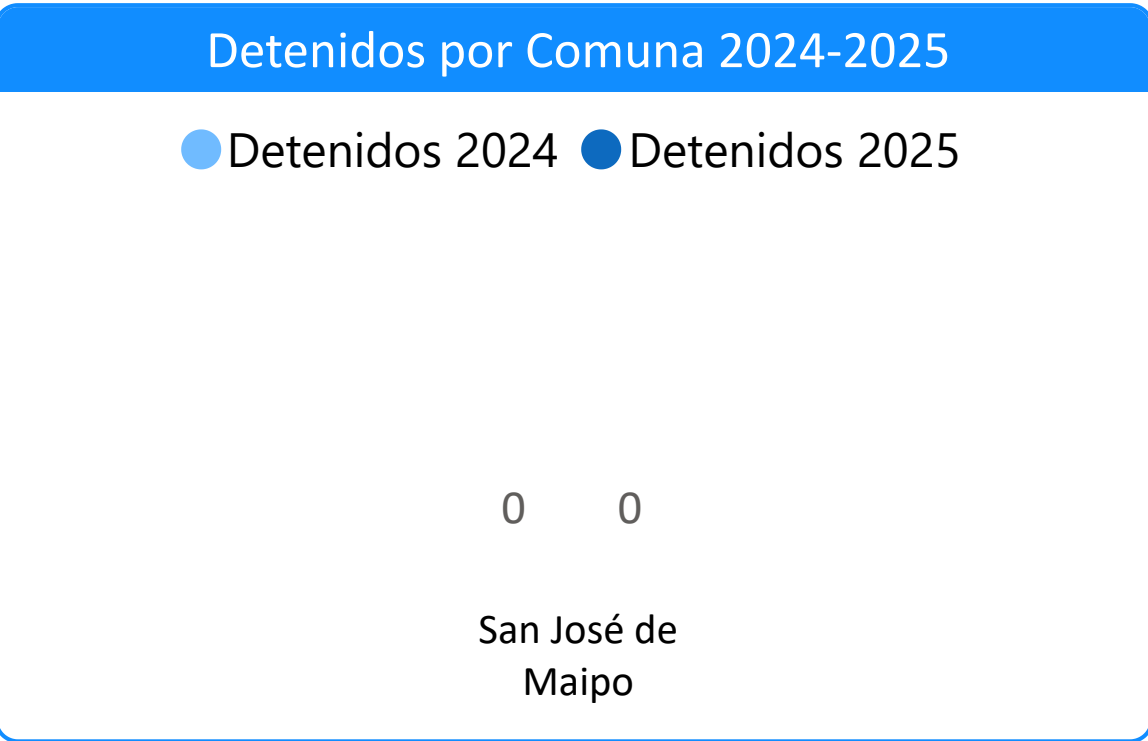 Detenidos por Comuna 2024-2025
Detenidos 2024 Detenidos 2025
0 0
San José de
Maipo